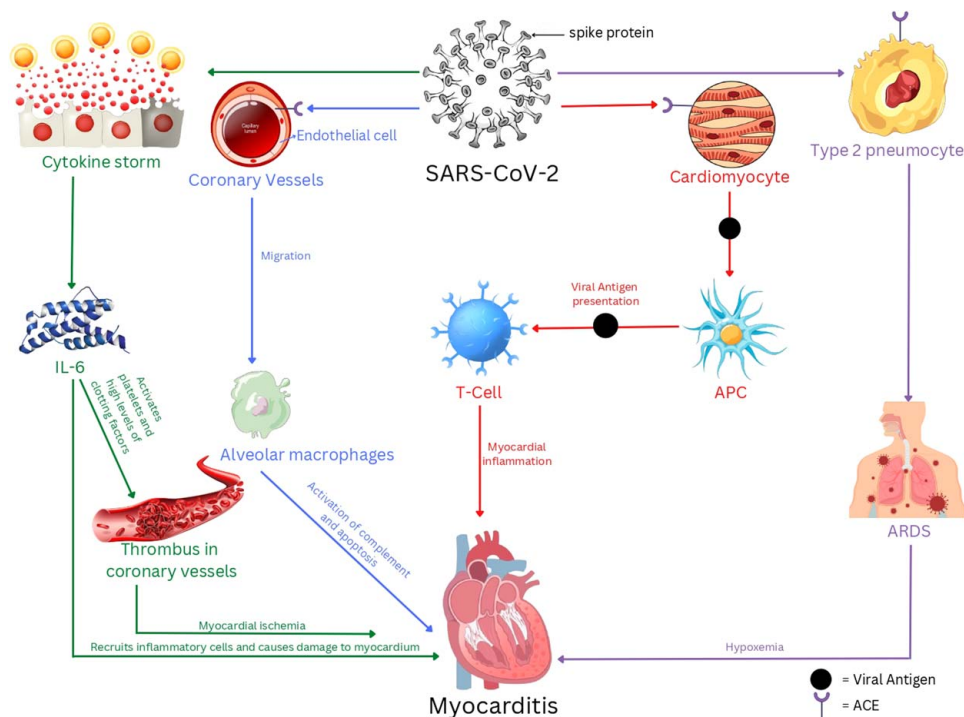 spike protein
Cytokine storm
Capillary
lumen
Endothelial cell
Coronary Vessels
SARS-CoV-2
Cardiomyocyte
Type 2 pneumocyte
Migration
IL-6
Activates
platelets and
high levels of
clotting factors
Viral Antigen
presentation
T-Cell
APC
Alveolar macrophages
Myocardial
inflammation
Activation of complement
and apoptosis
ARDS
Thrombus in
coronary vessels
Myocardial ischemia
Recruits inflammatory cells and causes damage to myocardium
Hypoxemia
Myocarditis
= Viral Antigen
= ACE